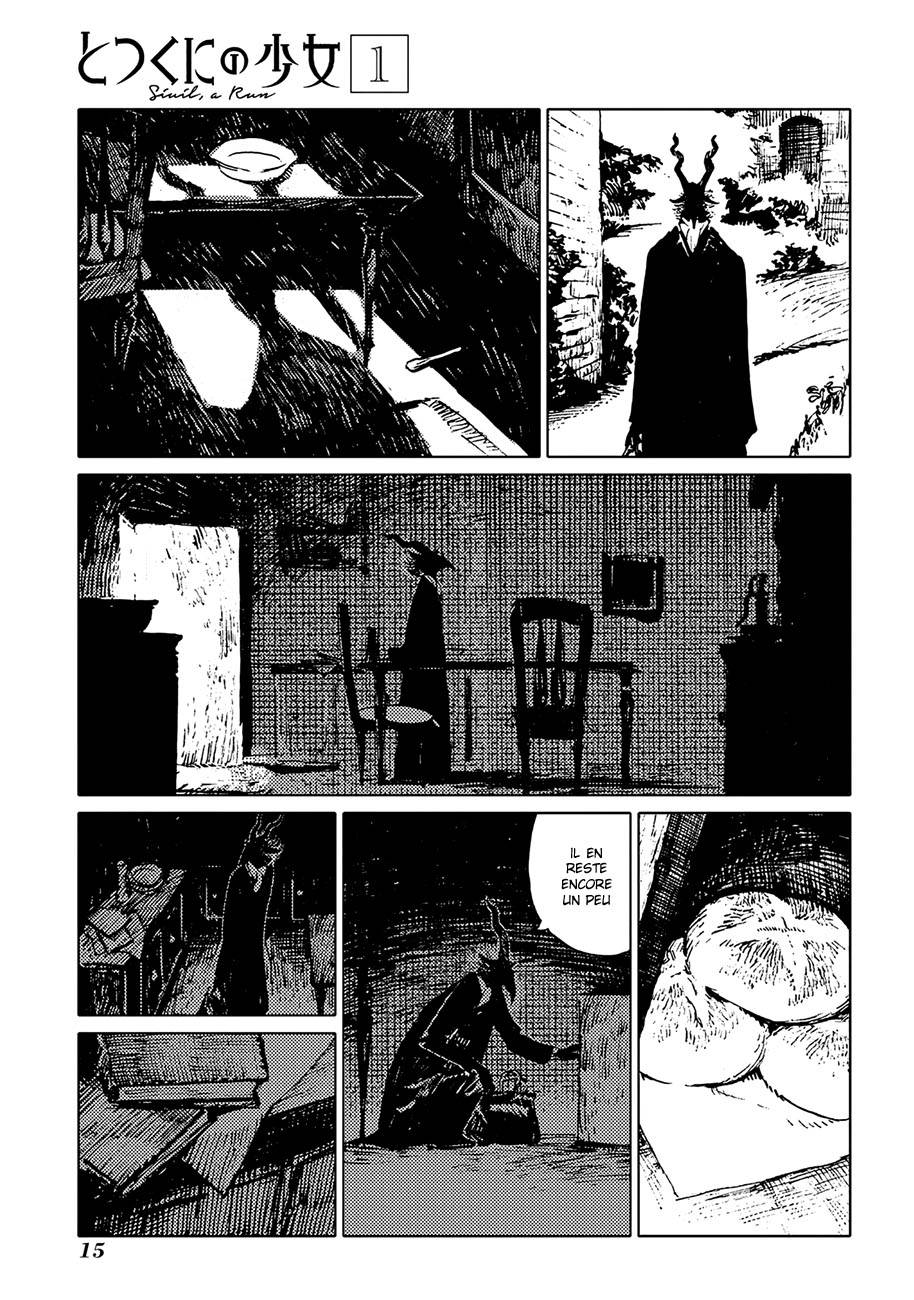 とつくにの少女 1
Siúil, a Rún
IL EN
RESTE
ENCORE
UN PEU
15